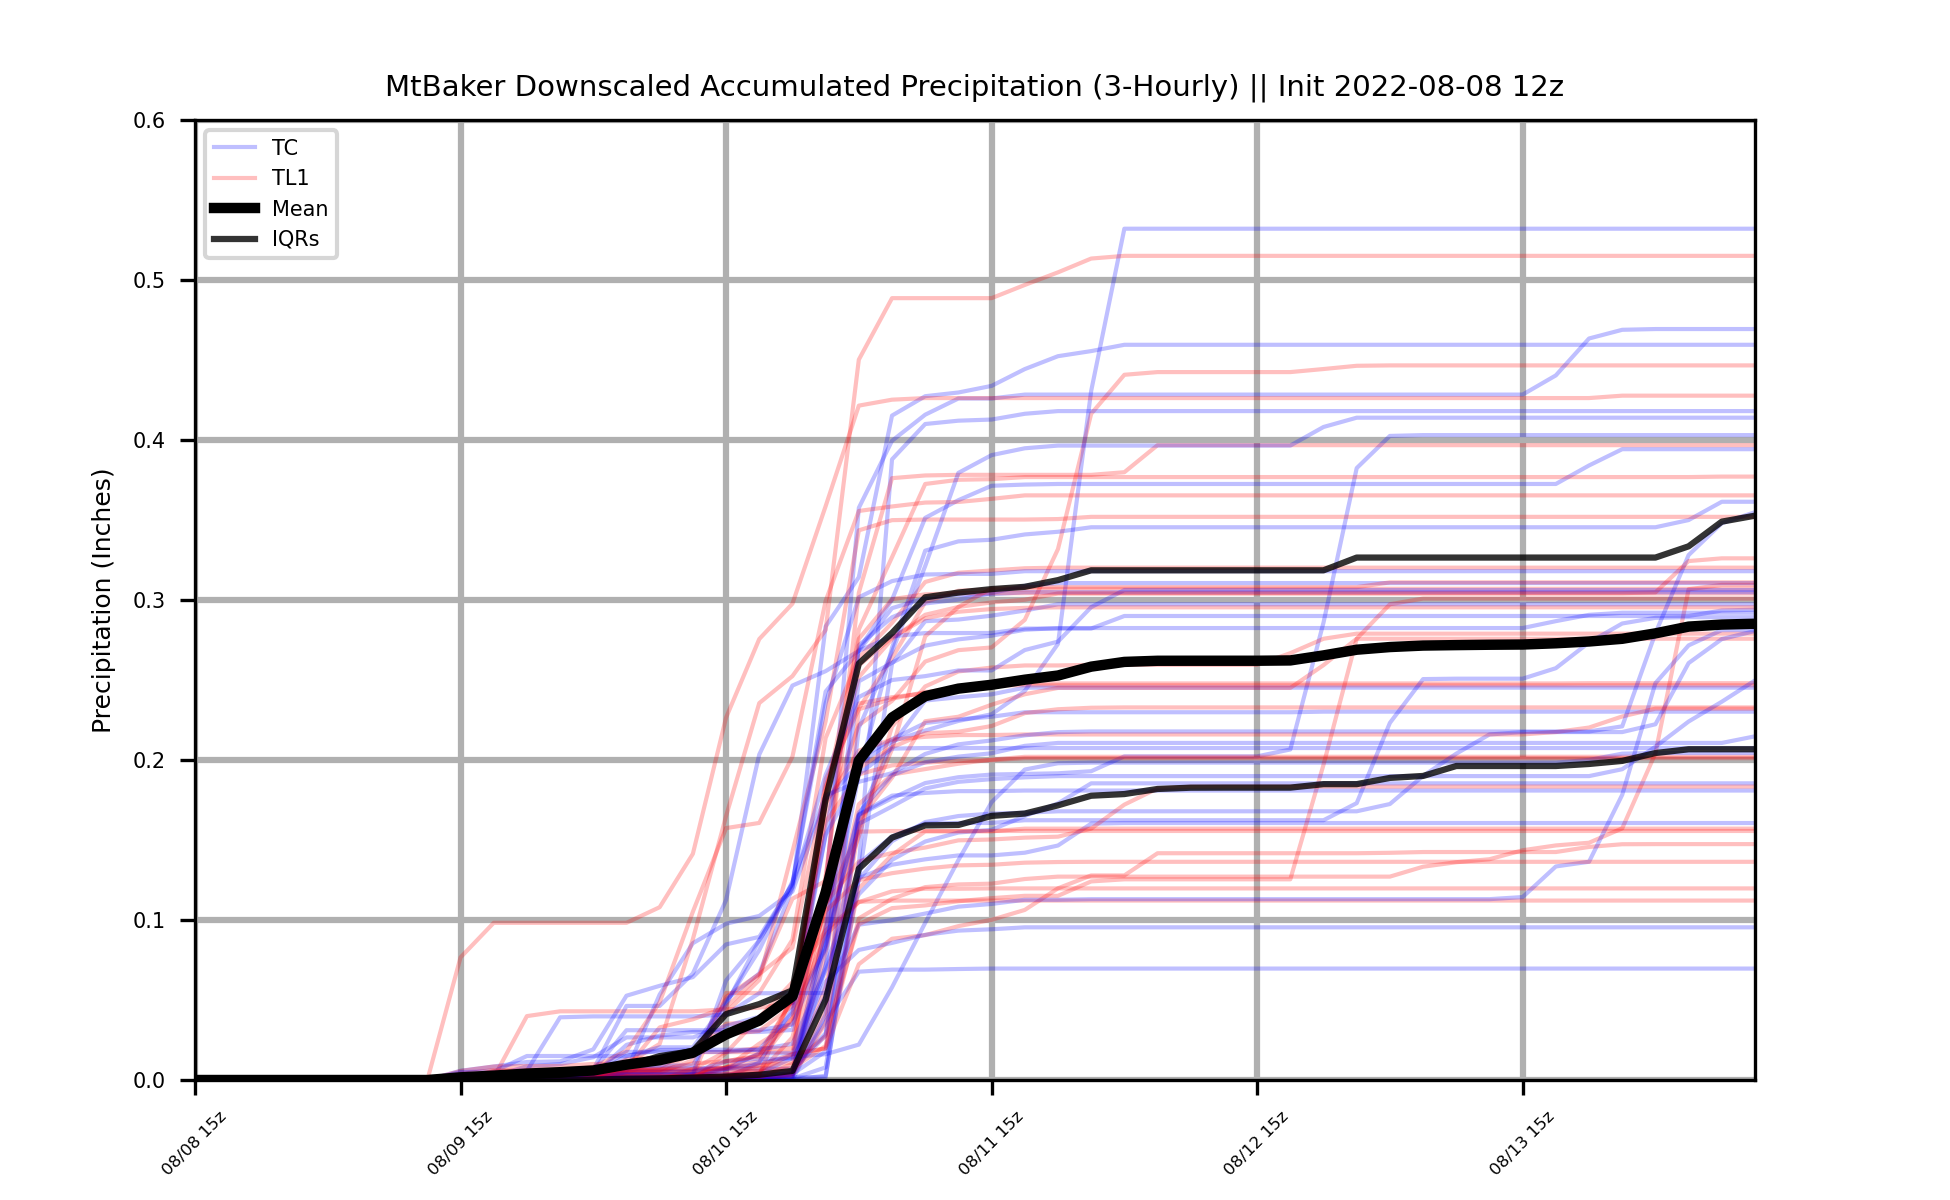 MtBaker Downscaled Accumulated Precipitation (3-Hourly) || Init 2022-08-08 12z
TC
TL1
Mean
IQRs
Precipitation (Inches)
0.6
0.5
0.4
0.3
0.2
0.1
0.0
08/08 15z
08/09 15z
08/10 15z
08/11 15z
08/12 15z
08/13 15z